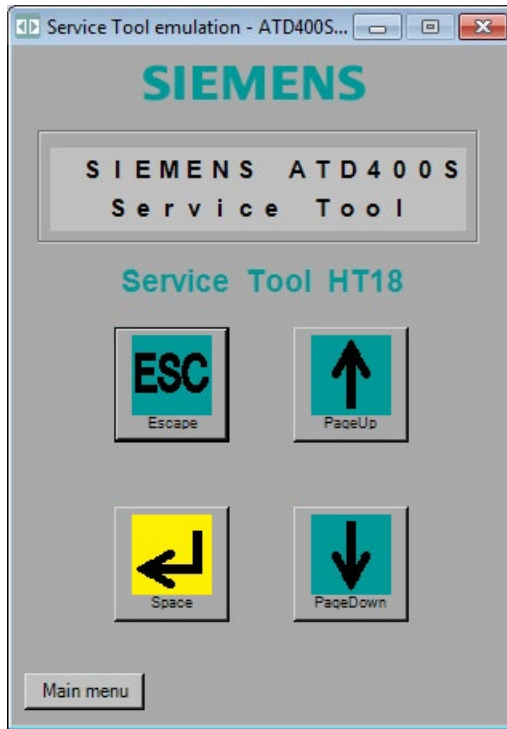 Service Tool emulation - ATD400S...
SIEMENS
SIEMENS ATD400S
Service Tool
Service Tool HT18
ESC
Escape
PageUp
Space
PageDown
Main menu